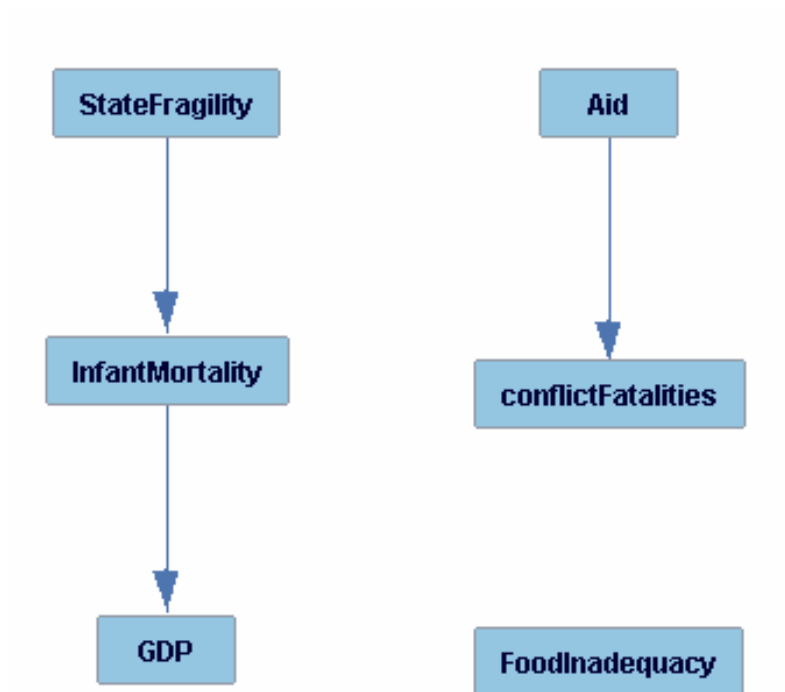 StateFragility
Aid
InfantMortality
conflictFatalities
GDP
FoodInadequacy